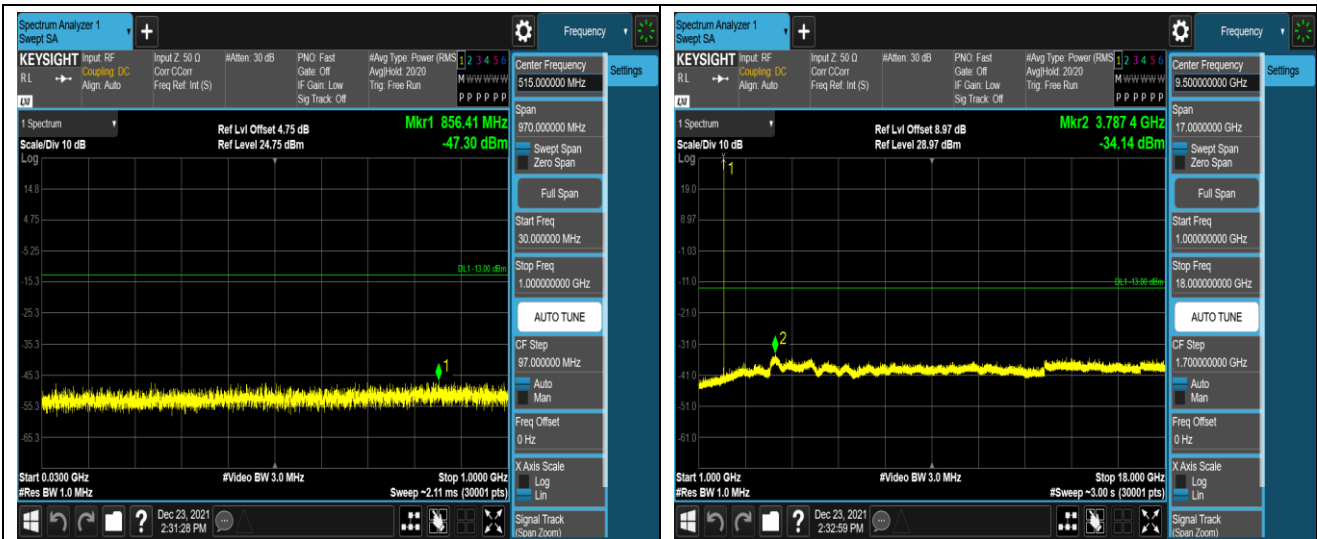 Spectrum Analyzer 1
Swept SA
+
Frequency
KEYSIGHT
Input: RF
Input Z: 50 Ω
#Atten: 30 dB
PNO: Fast
#Avg Type: Power (RMS
1 2 3 4 5 6
RL
Coupling: DC
Corr CCorr
Gate: Off
Avg|Hold: 20/20
M W W W W W
Align: Auto
Freq Ref: Int (S)
IF Gain: Low
Trig: Free Run
Sig Track: Off
P P P P P P
LXI
Center Frequency
515.000000 MHz
Settings
1 Spectrum
Ref Lvl Offset 4.75 dB
Mkr1 856.41 MHz
Scale/Div 10 dB
Ref Level 24.75 dBm
-47.30 dBm
Log
14.8
4.75
-5.25
DL1 -13.00 dBm
-15.3
-25.3
-35.3
1
-45.3
-55.3
-65.3
Start 0.0300 GHz
#Video BW 3.0 MHz
Stop 1.0000 GHz
#Res BW 1.0 MHz
Sweep ~2.11 ms (30001 pts)
Span
970.000000 MHz
Swept Span
Zero Span
Full Span
Start Freq
30.000000 MHz
Stop Freq
1.000000000 GHz
AUTO TUNE
CF Step
97.000000 MHz
Auto
Man
Freq Offset
0 Hz
X Axis Scale
Log
Lin
Signal Track
(Span Zoom)
?
Dec 23, 2021
2:31:28 PM
Spectrum Analyzer 1
Swept SA
+
Frequency
KEYSIGHT
Input: RF
Input Z: 50 Ω
#Atten: 30 dB
PNO: Fast
#Avg Type: Power (RMS
1 2 3 4 5 6
RL
Coupling: DC
Corr CCorr
Gate: Off
Avg|Hold: 20/20
M W W W W W
Align: Auto
Freq Ref: Int (S)
IF Gain: Low
Trig: Free Run
Sig Track: Off
P P P P P P
LXI
Center Frequency
9.500000000 GHz
Settings
1 Spectrum
Ref Lvl Offset 8.97 dB
Mkr2 3.787 4 GHz
Scale/Div 10 dB
Ref Level 28.97 dBm
-34.14 dBm
Log
1
19.0
8.97
-1.03
-11.0
DL1 -13.00 dBm
-21.0
-31.0
2
-41.0
-51.0
-61.0
Start 1.000 GHz
#Video BW 3.0 MHz
Stop 18.000 GHz
#Res BW 1.0 MHz
#Sweep ~3.00 s (30001 pts)
Span
17.0000000 GHz
Swept Span
Zero Span
Full Span
Start Freq
1.000000000 GHz
Stop Freq
18.000000000 GHz
AUTO TUNE
CF Step
1.700000000 GHz
Auto
Man
Freq Offset
0 Hz
X Axis Scale
Log
Lin
Signal Track
(Span Zoom)
?
Dec 23, 2021
2:32:59 PM